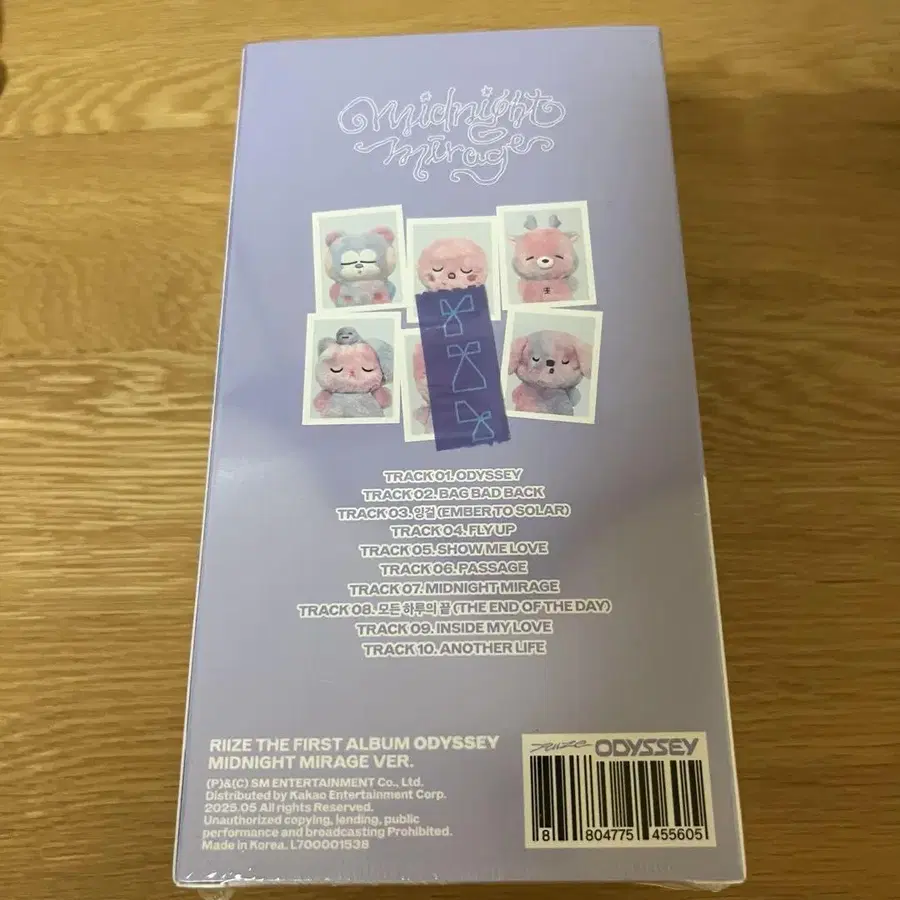 midnight
mirage
TRACK 01. ODYSSEY
TRACK 02. BAG BAD BACK
TRACK 03. 잉걸 (EMBER TO SOLAR)
TRACK 04. FLY UP
TRACK 05. SHOW ME LOVE
TRACK 06. PASSAGE
TRACK 07. MIDNIGHT MIRAGE
TRACK 08. 모든 하루의 끝 (THE END OF THE DAY)
TRACK 09. INSIDE MY LOVE
TRACK 10. ANOTHER LIFE
RIIZE THE FIRST ALBUM ODYSSEY
MIDNIGHT MIRAGE VER.
(P)&(C) SM ENTERTAINMENT Co., Ltd.
Distributed by Kakao Entertainment Corp.
2025.05 All rights Reserved.
Unauthorized copying, lending, public
performance and broadcasting Prohibited.
Made in Korea. L700001538
RIIZE ODYSSEY
8 804775 455605